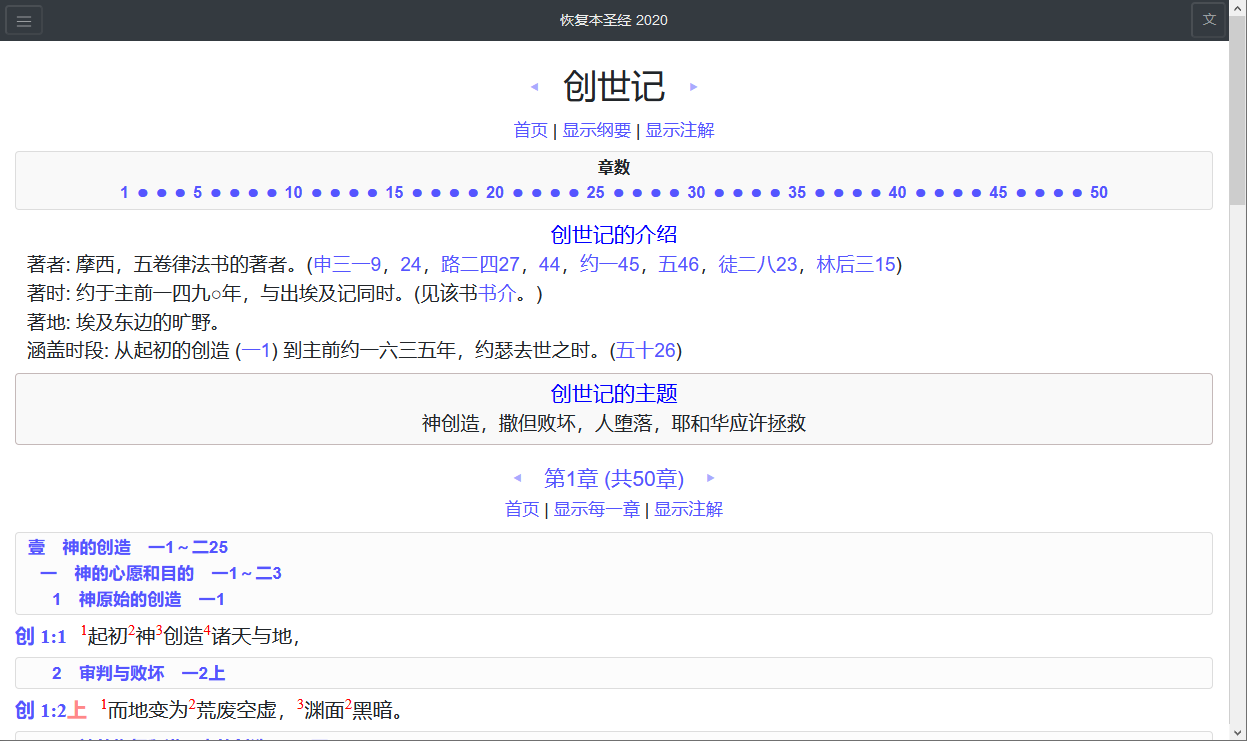 恢复本圣经 2020
文
◄ 创世记 ►
首页 | 显示纲要 | 显示注解
章数
1 ● ● ● 5 ● ● ● ● 10 ● ● ● ● 15 ● ● ● ● 20 ● ● ● ● 25 ● ● ● ● 30 ● ● ● ● 35 ● ● ● ● 40 ● ● ● ● 45 ● ● ● ● 50
创世记的介绍
著者: 摩西，五卷律法书的著者。(申三一9，24，路二四27，44，约一45，五46，徒二八23，林后三15)
著时: 约于主前一四九○年，与出埃及记同时。(见该书书介。)
著地: 埃及东边的旷野。
涵盖时段: 从起初的创造 (一1) 到主前约一六三五年，约瑟去世之时。(五十26)
创世记的主题
神创造，撒但败坏，人堕落，耶和华应许拯救
◄ 第1章 (共50章) ►
首页 | 显示每一章 | 显示注解
壹　神的创造　一1～二25
一　神的心愿和目的　一1～二3
1　神原始的创造　一1
创 1:1 1起初2神3创造4诸天与地，
2　审判与败坏　一2上
创 1:2上 1而地变为2荒废空虚，3渊面2黑暗。